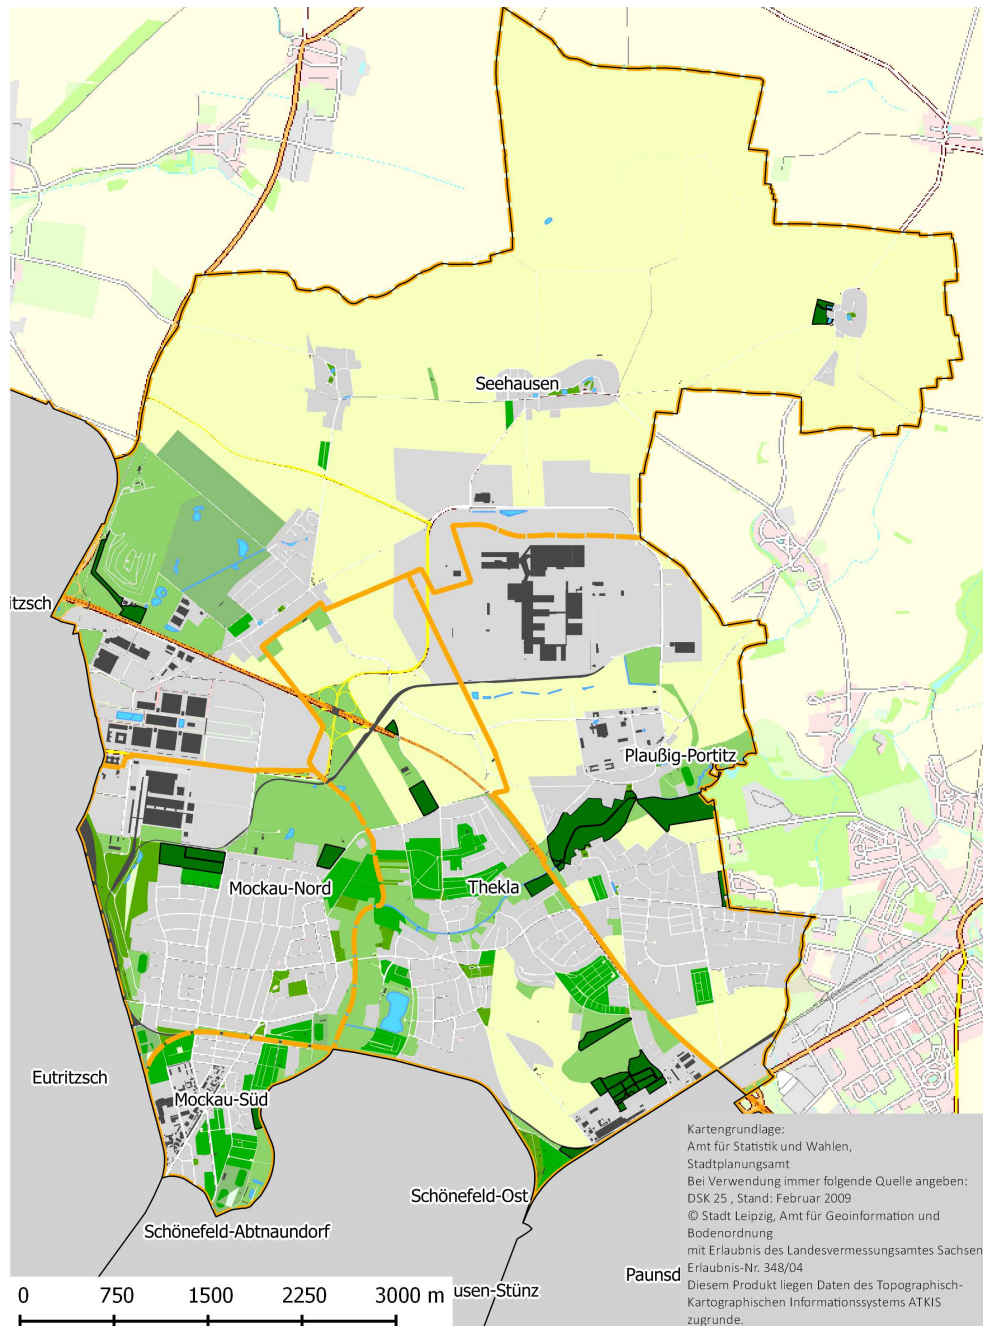 Seehausen
itzsch
Plaußig-Portitz
Mockau-Nord
Thekla
Eutritzsch
Mockau-Süd
Schönefeld-Ost
Schönefeld-Abtnaundorf
Paunsd
usen-Stünz
Kartengrundlage:
Amt für Statistik und Wahlen,
Stadtplanungsamt
Bei Verwendung immer folgende Quelle angeben:
DSK 25 , Stand: Februar 2009
© Stadt Leipzig, Amt für Geoinformation und
Bodenordnung
mit Erlaubnis des Landesvermessungsamtes Sachsen
Erlaubnis-Nr. 348/04
Diesem Produkt liegen Daten des Topographisch-
Kartographischen Informationssystems ATKIS
zugrunde.
0 750 1500 2250 3000 m